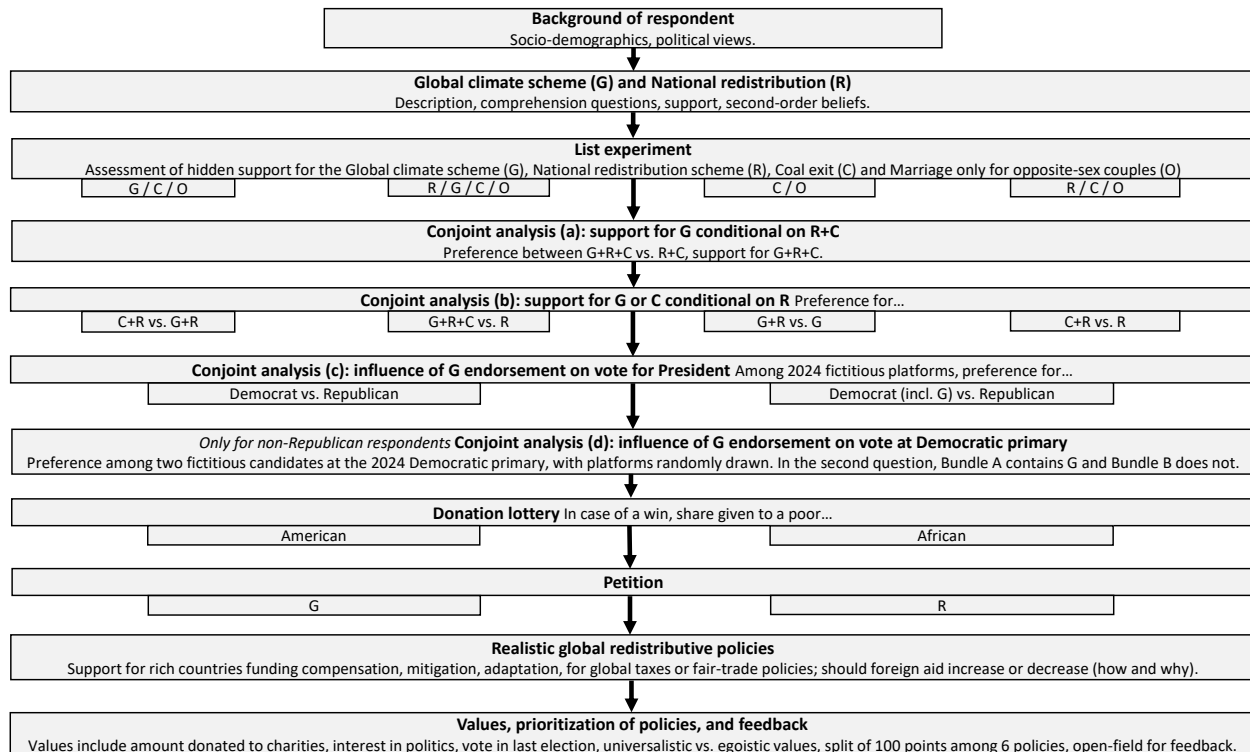 Background of respondent
Socio-demographics, political views.
Global climate scheme (G) and National redistribution (R)
Description, comprehension questions, support, second-order beliefs.
List experiment
Assessment of hidden support for the Global climate scheme (G), National redistribution scheme (R), Coal exit (C) and Marriage only for opposite-sex couples (O)
G / C / O
R / G / C / O
C / O
R / C / O
Conjoint analysis (a): support for G conditional on R+C
Preference between G+R+C vs. R+C, support for G+R+C.
Conjoint analysis (b): support for G or C conditional on R Preference for...
C+R vs. G+R
G+R+C vs. R
G+R vs. G
C+R vs. R
Conjoint analysis (c): influence of G endorsement on vote for President Among 2024 fictitious platforms, preference for...
Democrat vs. Republican
Democrat (incl. G) vs. Republican
Only for non-Republican respondents Conjoint analysis (d): influence of G endorsement on vote at Democratic primary
Preference among two fictitious candidates at the 2024 Democratic primary, with platforms randomly drawn. In the second question, Bundle A contains G and Bundle B does not.
Donation lottery In case of a win, share given to a poor...
American
African
Petition
G
R
Realistic global redistributive policies
Support for rich countries funding compensation, mitigation, adaptation, for global taxes or fair-trade policies; should foreign aid increase or decrease (how and why).
Values, prioritization of policies, and feedback
Values include amount donated to charities, interest in politics, vote in last election, universalistic vs. egoistic values, split of 100 points among 6 policies, open-field for feedback.